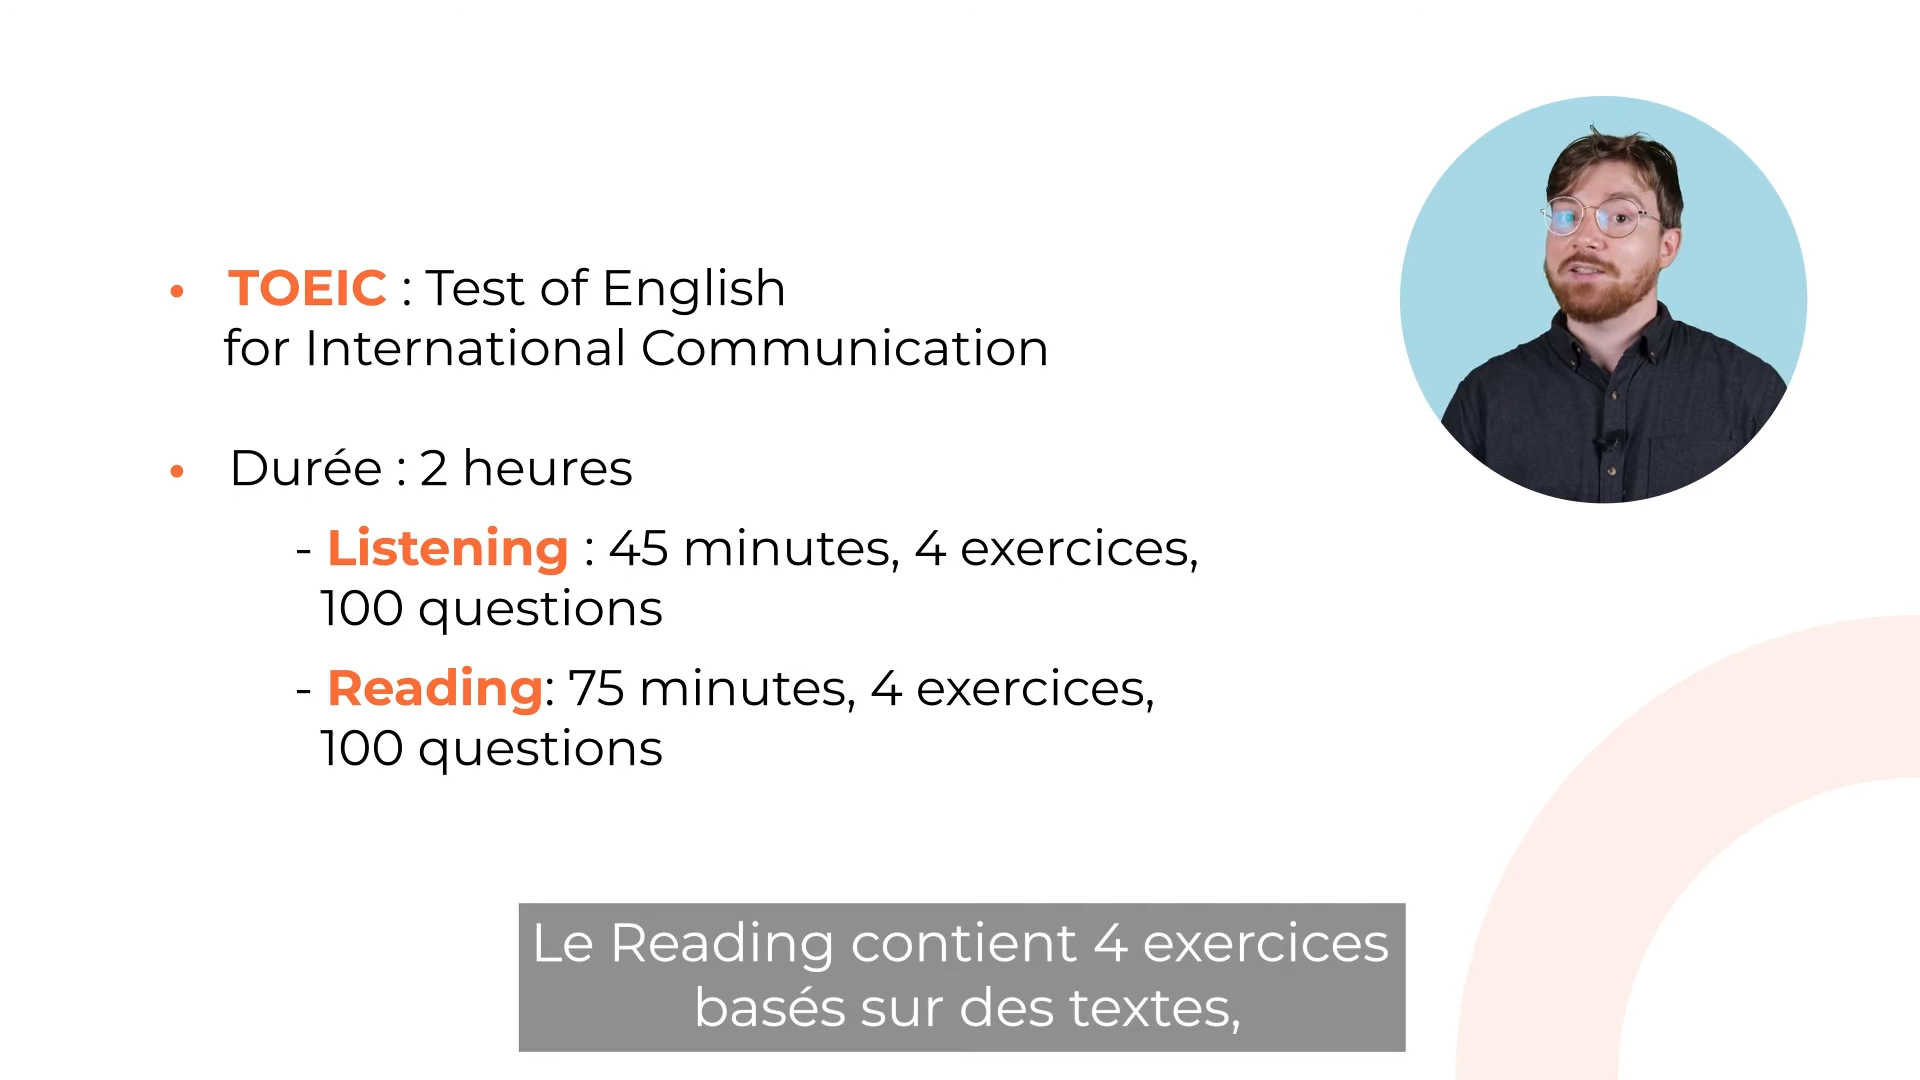 • TOEIC : Test of English
for International Communication
• Durée : 2 heures
- Listening : 45 minutes, 4 exercices,
100 questions
- Reading: 75 minutes, 4 exercices,
100 questions
Le Reading contient 4 exercices
basés sur des textes,